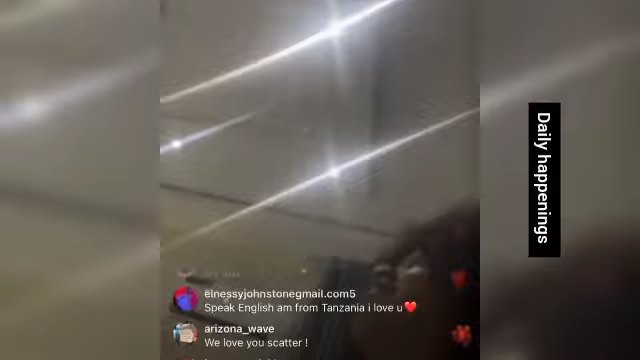 elnessyjohnstonegmail.com5
Speak English am from Tanzania i love u❤️
arizona_wave
We love you scatter !
Daily happenings